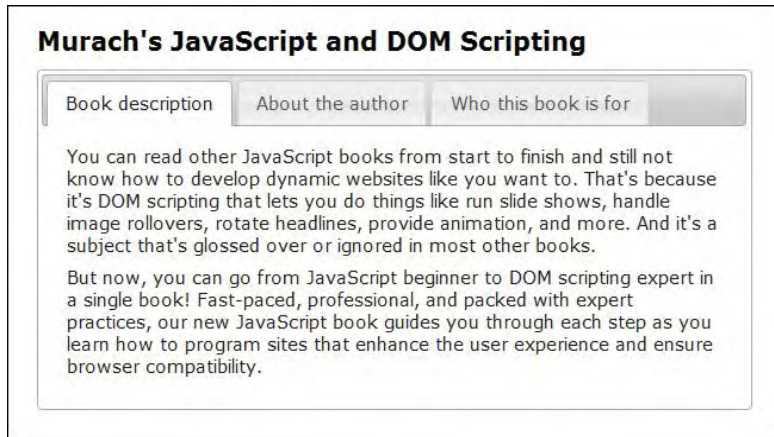 Murach's JavaScript and DOM Scripting
Book description
About the author
Who this book is for
You can read other JavaScript books from start to finish and still not
know how to develop dynamic websites like you want to. That's because
it's DOM scripting that lets you do things like run slide shows, handle
image rollovers, rotate headlines, provide animation, and more. And it's a
subject that's glossed over or ignored in most other books.
But now, you can go from JavaScript beginner to DOM scripting expert in
a single book! Fast-paced, professional, and packed with expert
practices, our new JavaScript book guides you through each step as you
learn how to program sites that enhance the user experience and ensure
browser compatibility.